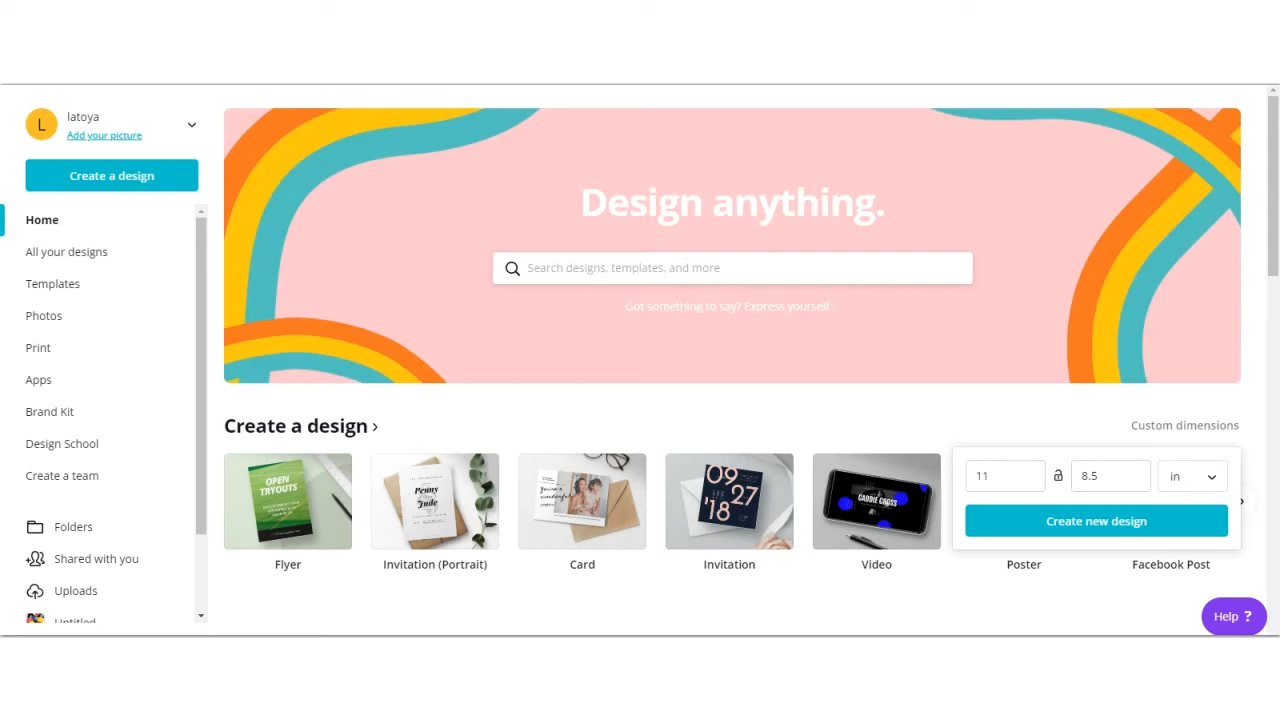 L
latoya
Add your picture
Create a design
Home
All your designs
Templates
Photos
Print
Apps
Brand Kit
Design School
Create a team
Folders
Shared with you
Uploads
Untitled
Design anything.
Search designs, templates, and more
Got something to say? Express yourself ›
Create a design ›
Custom dimensions
11
8.5
in
Create new design
OPEN
TRYOUTS
Penny
Jude
09
27
'18
CADDIE CROSS
Flyer
Invitation (Portrait)
Card
Invitation
Video
Poster
Facebook Post
Help ?